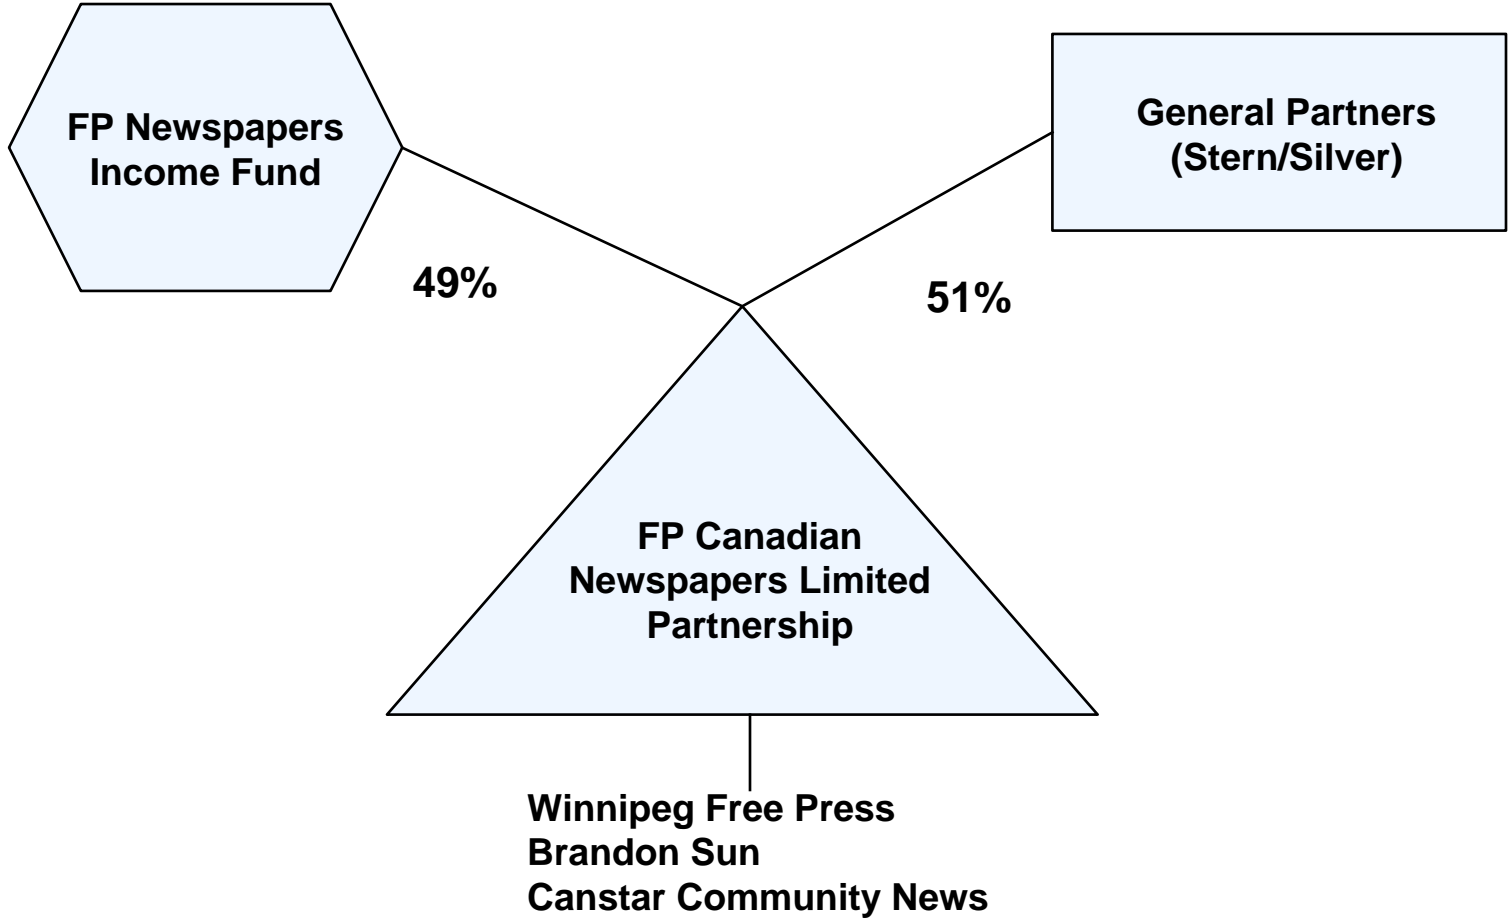 FP Newspapers
Income Fund
General Partners
(Stern/Silver)
49%
51%
FP Canadian
Newspapers Limited
Partnership
Winnipeg Free Press
Brandon Sun
Canstar Community News